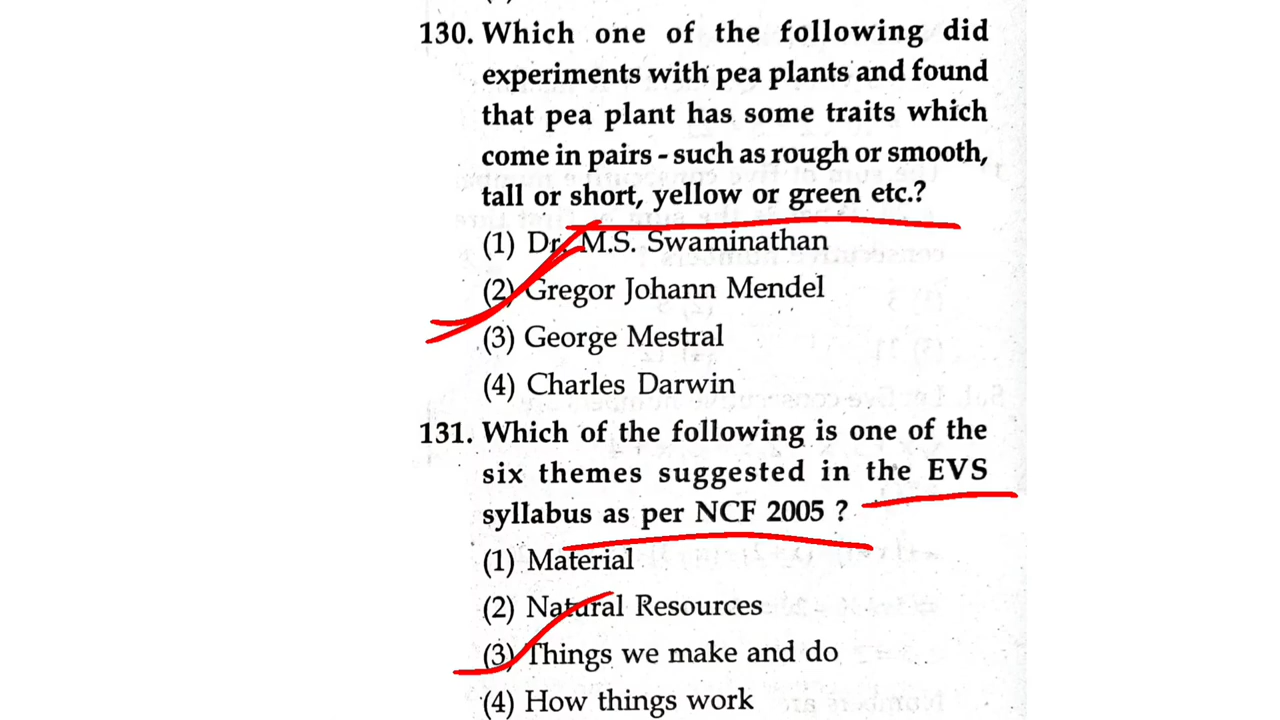 130. Which one of the following did
experiments with pea plants and found
that pea plant has some traits which
come in pairs - such as rough or smooth,
tall or short, yellow or green etc.?
(1) Dr. M.S. Swaminathan
(2) Gregor Johann Mendel
(3) George Mestral
(4) Charles Darwin
131. Which of the following is one of the
six themes suggested in the EVS
syllabus as per NCF 2005 ?
(1) Material
(2) Natural Resources
(3) Things we make and do
(4) How things work